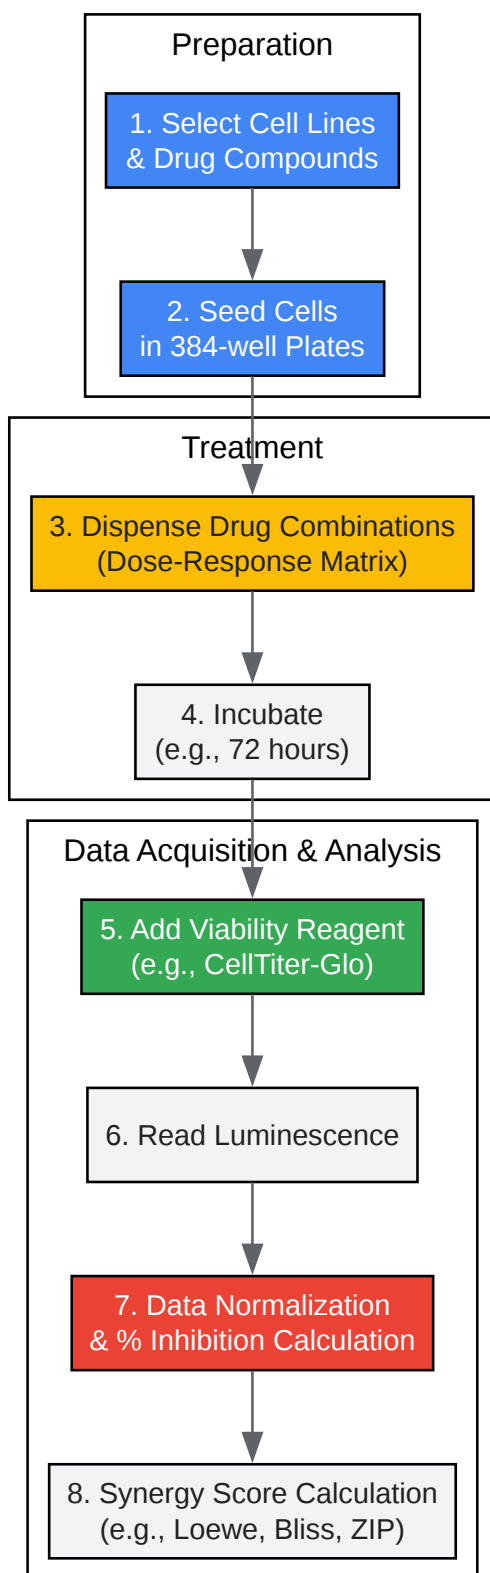 Preparation
1. Select Cell Lines
& Drug Compounds
2. Seed Cells
in 384-well Plates
Treatment
3. Dispense Drug Combinations
(Dose-Response Matrix)
4. Incubate
(e.g., 72 hours)
Data Acquisition & Analysis
5. Add Viability Reagent
(e.g., CellTiter-Glo)
6. Read Luminescence
7. Data Normalization
& % Inhibition Calculation
8. Synergy Score Calculation
(e.g., Loewe, Bliss, ZIP)